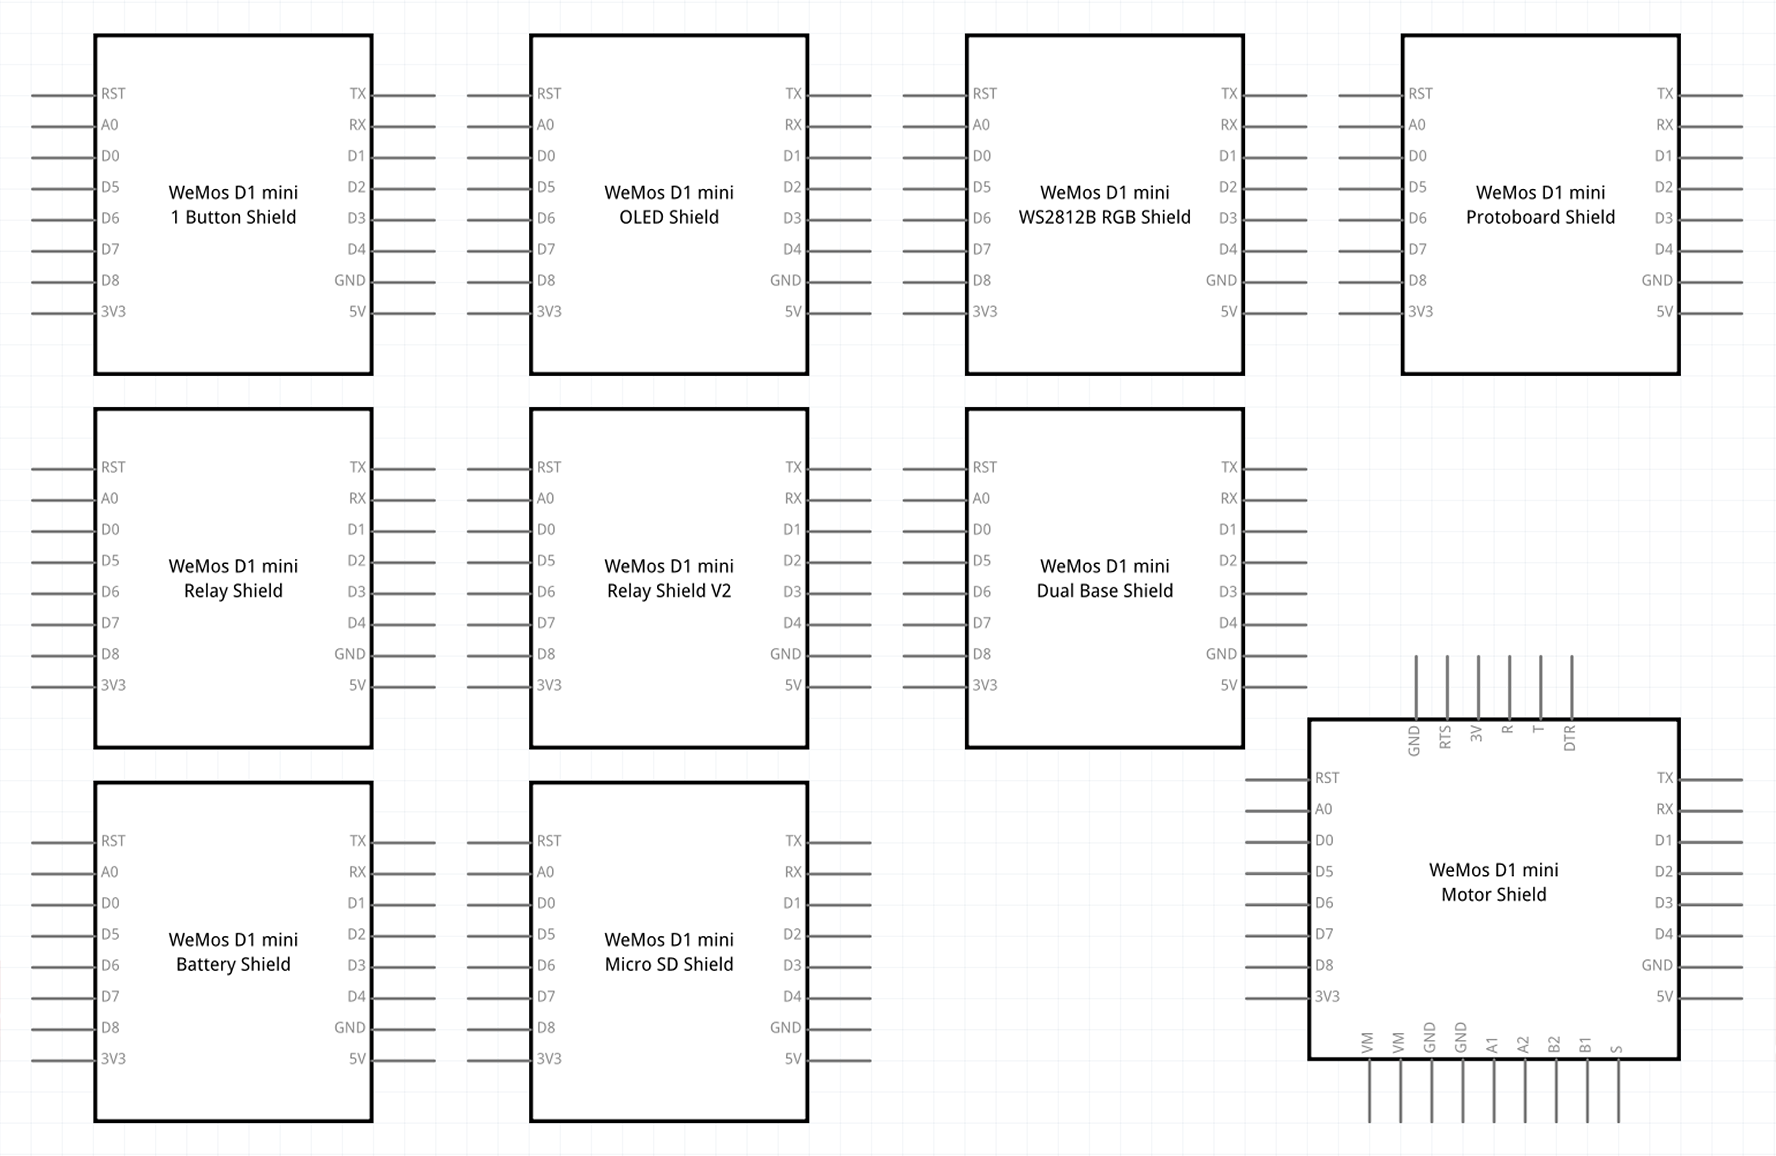 RST TX
A0 RX
D0 D1
D5 D2
WeMos D1 mini
1 Button Shield
D6 D3
D7 D4
D8 GND
3V3 5V
RST TX
A0 RX
D0 D1
D5 D2
WeMos D1 mini
OLED Shield
D6 D3
D7 D4
D8 GND
3V3 5V
RST TX
A0 RX
D0 D1
D5 D2
WeMos D1 mini
WS2812B RGB Shield
D6 D3
D7 D4
D8 GND
3V3 5V
RST TX
A0 RX
D0 D1
D5 D2
WeMos D1 mini
Protoboard Shield
D6 D3
D7 D4
D8 GND
3V3 5V
RST TX
A0 RX
D0 D1
D5 D2
WeMos D1 mini
Relay Shield
D6 D3
D7 D4
D8 GND
3V3 5V
RST TX
A0 RX
D0 D1
D5 D2
WeMos D1 mini
Relay Shield V2
D6 D3
D7 D4
D8 GND
3V3 5V
RST TX
A0 RX
D0 D1
D5 D2
WeMos D1 mini
Dual Base Shield
D6 D3
D7 D4
D8 GND
3V3 5V
RST TX
A0 RX
D0 D1
D5 D2
WeMos D1 mini
Battery Shield
D6 D3
D7 D4
D8 GND
3V3 5V
RST TX
A0 RX
D0 D1
D5 D2
WeMos D1 mini
Micro SD Shield
D6 D3
D7 D4
D8 GND
3V3 5V
GND RTS 3V R T DTR
RST TX
A0 RX
D0 D1
D5 D2
WeMos D1 mini
Motor Shield
D6 D3
D7 D4
D8 GND
3V3 5V
VM VM GND GND A1 A2 B2 B1 S